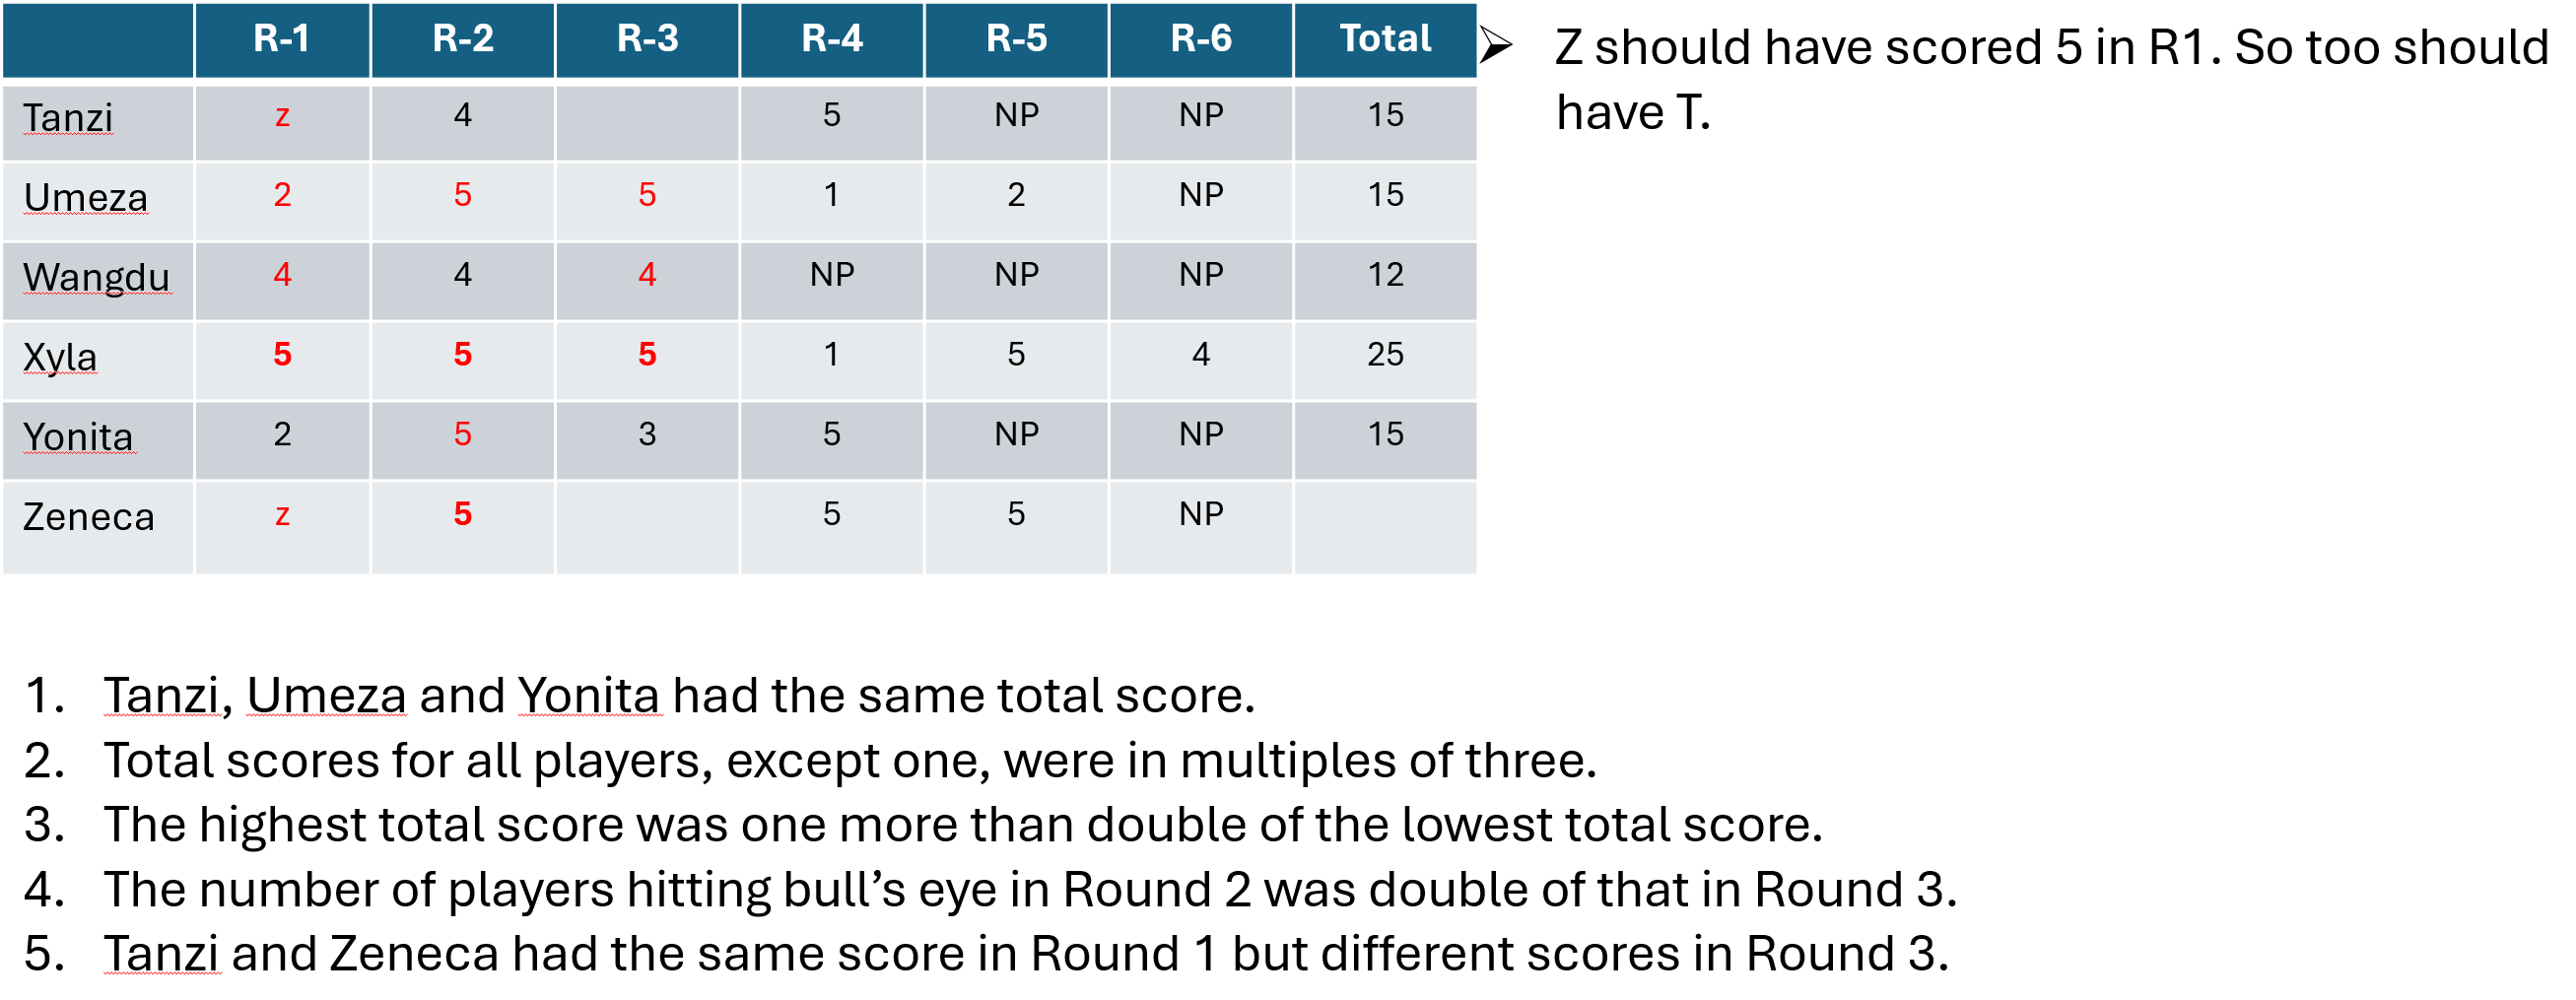 R-1 R-2 R-3 R-4 R-5 R-6 Total
Tanzi z 4 5 NP NP 15
Umeza 2 5 5 1 2 NP 15
Wangdu 4 4 4 NP NP NP 12
Xyla 5 5 5 1 5 4 25
Yonita 2 5 3 5 NP NP 15
Zeneca z 5 5 5 NP
➢ Z should have scored 5 in R1. So too should
have T.
1. Tanzi, Umeza and Yonita had the same total score.
2. Total scores for all players, except one, were in multiples of three.
3. The highest total score was one more than double of the lowest total score.
4. The number of players hitting bull’s eye in Round 2 was double of that in Round 3.
5. Tanzi and Zeneca had the same score in Round 1 but different scores in Round 3.